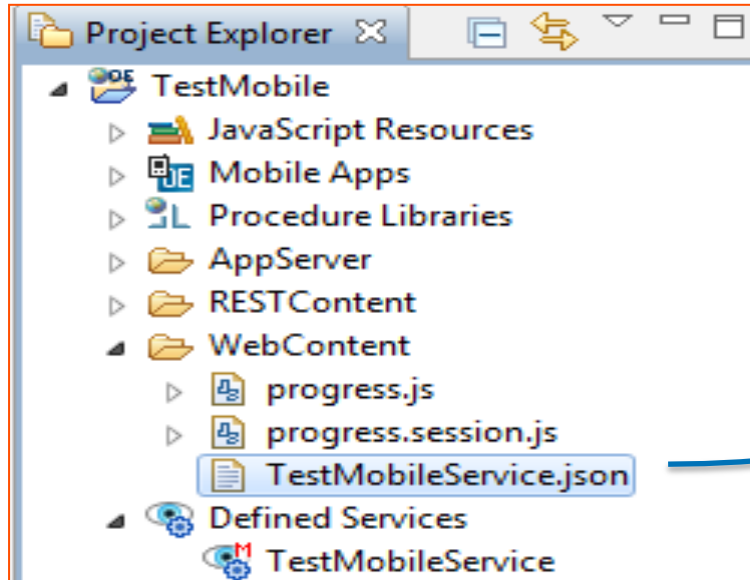 Project Explorer
TestMobile
JavaScript Resources
Mobile Apps
Procedure Libraries
AppServer
RESTContent
WebContent
progress.js
progress.session.js
TestMobileService.json
Defined Services
TestMobileService